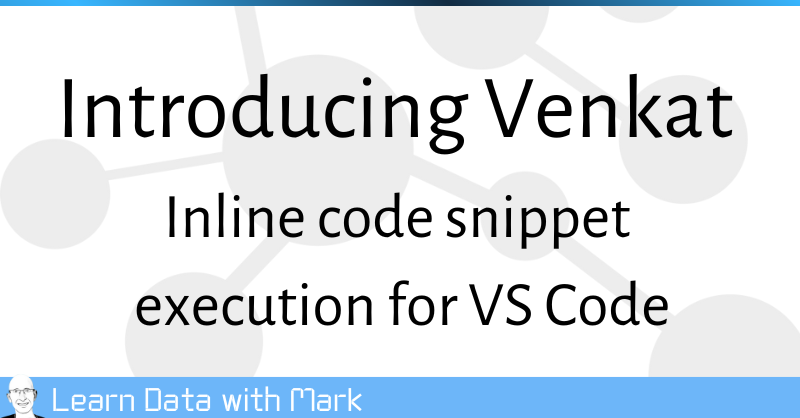 Introducing Venkat
Inline code snippet
execution for VS Code
Learn Data with Mark